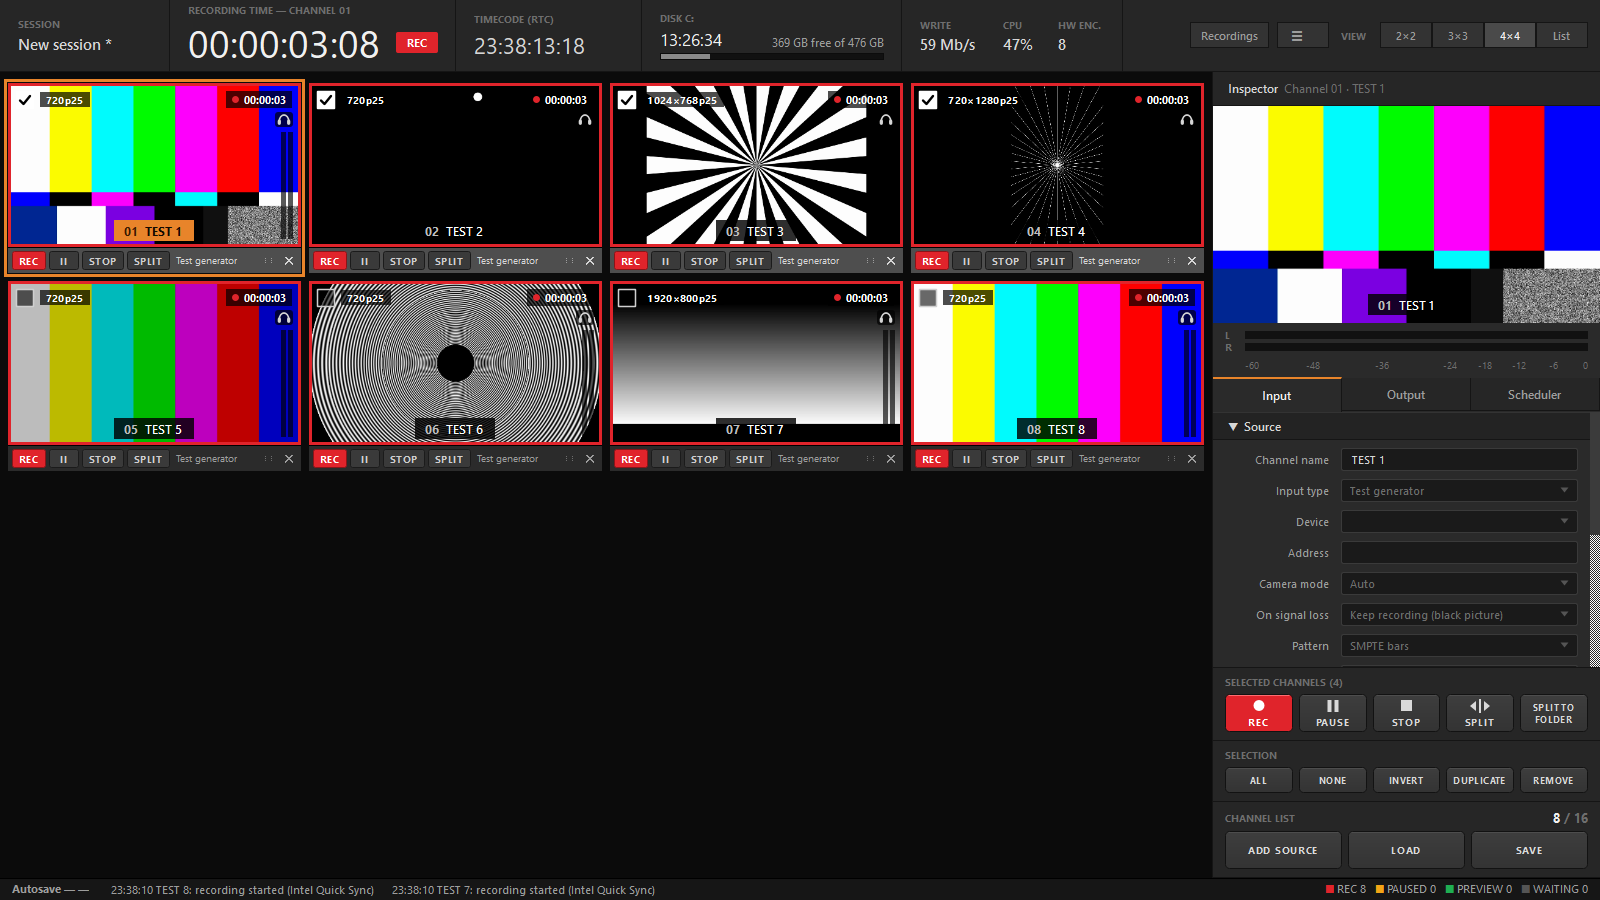 SESSION
New session *
RECORDING TIME — CHANNEL 01
00:00:03:08 REC
TIMECODE (RTC)
23:38:13:18
DISK C:
13:26:34 369 GB free of 476 GB
WRITE CPU HW ENC.
59 Mb/s 47% 8
Recordings VIEW 2×2 3×3 4×4 List
720p25 00:00:03
01 TEST 1
REC STOP SPLIT Test generator
720p25 00:00:03
02 TEST 2
REC STOP SPLIT Test generator
1024×768p25 00:00:03
03 TEST 3
REC STOP SPLIT Test generator
720×1280p25 00:00:03
04 TEST 4
REC STOP SPLIT Test generator
720p25 00:00:03
05 TEST 5
REC STOP SPLIT Test generator
720p25 00:00:03
06 TEST 6
REC STOP SPLIT Test generator
1920×800p25 00:00:03
07 TEST 7
REC STOP SPLIT Test generator
720p25 00:00:03
08 TEST 8
REC STOP SPLIT Test generator
Inspector Channel 01 · TEST 1
01 TEST 1
L
R
-60 -48 -36 -24 -18 -12 -6 0
Input Output Scheduler
Source
Channel name TEST 1
Input type Test generator
Device
Address
Camera mode Auto
On signal loss Keep recording (black picture)
Pattern SMPTE bars
SELECTED CHANNELS (4)
REC PAUSE STOP SPLIT SPLIT TO FOLDER
SELECTION
ALL NONE INVERT DUPLICATE REMOVE
CHANNEL LIST 8 / 16
ADD SOURCE LOAD SAVE
Autosave — — 23:38:10 TEST 8: recording started (Intel Quick Sync) 23:38:10 TEST 7: recording started (Intel Quick Sync)
REC 8 PAUSED 0 PREVIEW 0 WAITING 0